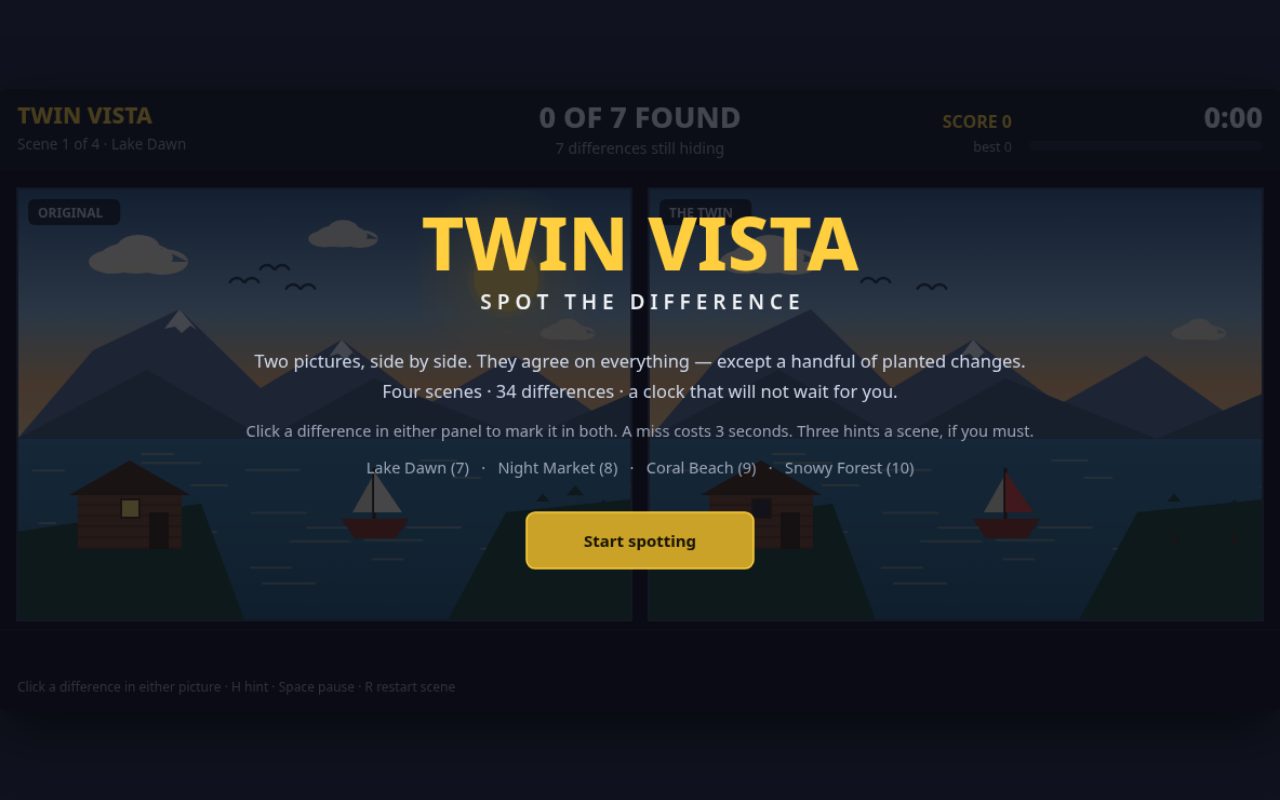 TWIN VISTA
Scene 1 of 4 · Lake Dawn
0 OF 7 FOUND
7 differences still hiding
SCORE 0
best 0
0:00
ORIGINAL
THE TWIN
TWIN VISTA
SPOT THE DIFFERENCE
Two pictures, side by side. They agree on everything — except a handful of planted changes.
Four scenes · 34 differences · a clock that will not wait for you.
Click a difference in either panel to mark it in both. A miss costs 3 seconds. Three hints a scene, if you must.
Lake Dawn (7) · Night Market (8) · Coral Beach (9) · Snowy Forest (10)
Start spotting
Click a difference in either picture · H hint · Space pause · R restart scene